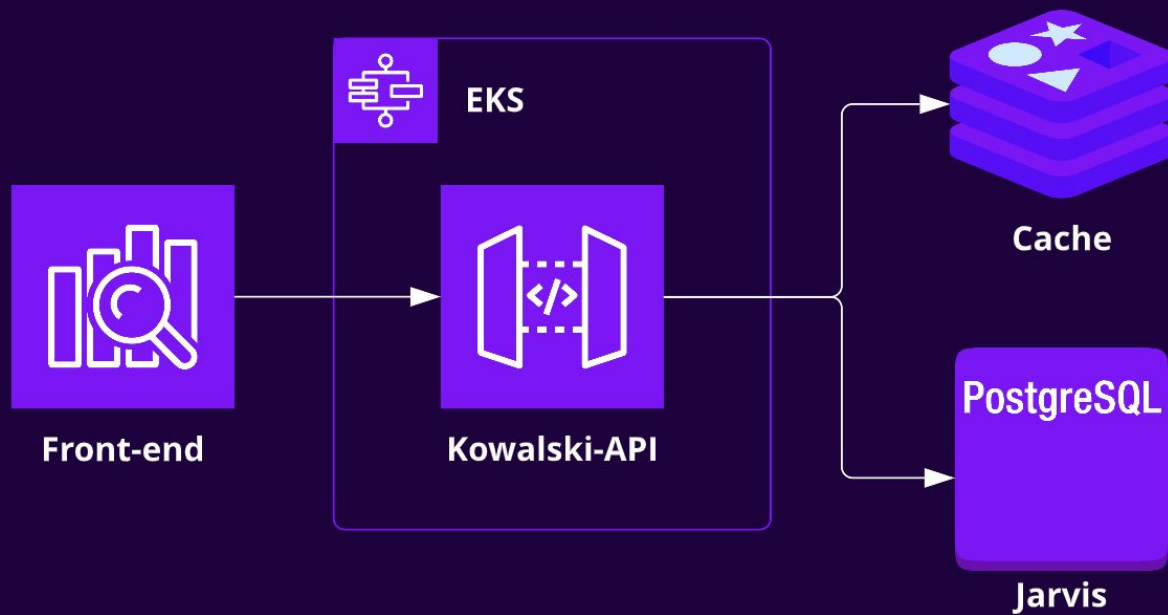 EKS
Front-end
</>
Kowalski-API
Cache
PostgreSQL
Jarvis